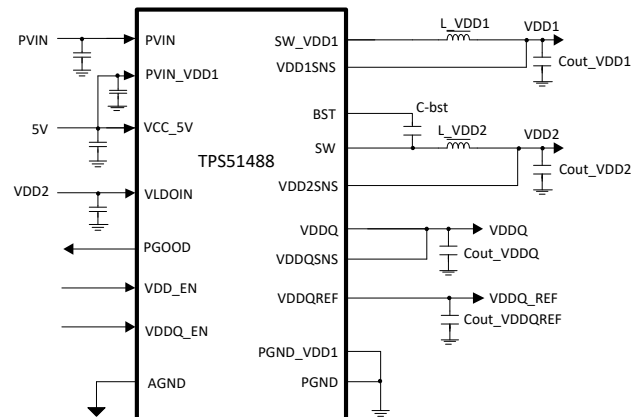 PVIN
PVIN
PVIN_VDD1
5V
VCC_5V
VDD2
VLDOIN
PGOOD
VDD_EN
VDDQ_EN
AGND
TPS51488
SW_VDD1
VDD1SNS
BST
SW
VDD2SNS
VDDQ
VDDQSNS
VDDQREF
PGND_VDD1
PGND
L_VDD1
VDD1
Cout_VDD1
C-bst
L_VDD2
VDD2
Cout_VDD2
VDDQ
Cout_VDDQ
VDDQ_REF
Cout_VDDQREF